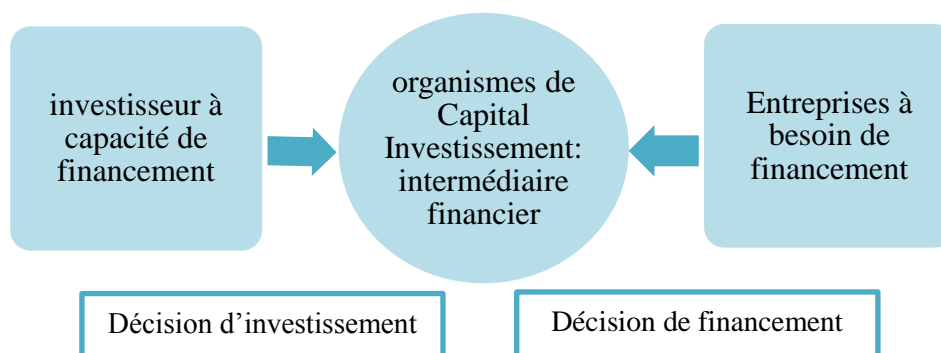 investisseur à
capacité de
financement
organismes de
Capital
Investissement:
intermédiaire
financier
Entreprises à
besoin de
financement
Décision d’investissement
Décision de financement